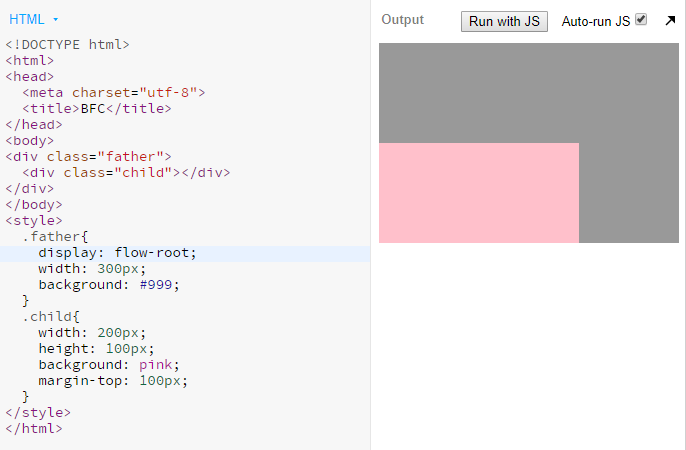 HTML
<!DOCTYPE html>
<html>
<head>
  <meta charset="utf-8">
  <title>BFC</title>
</head>
<body>
<div class="father">
  <div class="child"></div>
</div>
</body>
<style>
  .father{
    display: flow-root;
    width: 300px;
    background: #999;
  }
  .child{
    width: 200px;
    height: 100px;
    background: pink;
    margin-top: 100px;
  }
</style>
</html>
Output Run with JS Auto-run JS